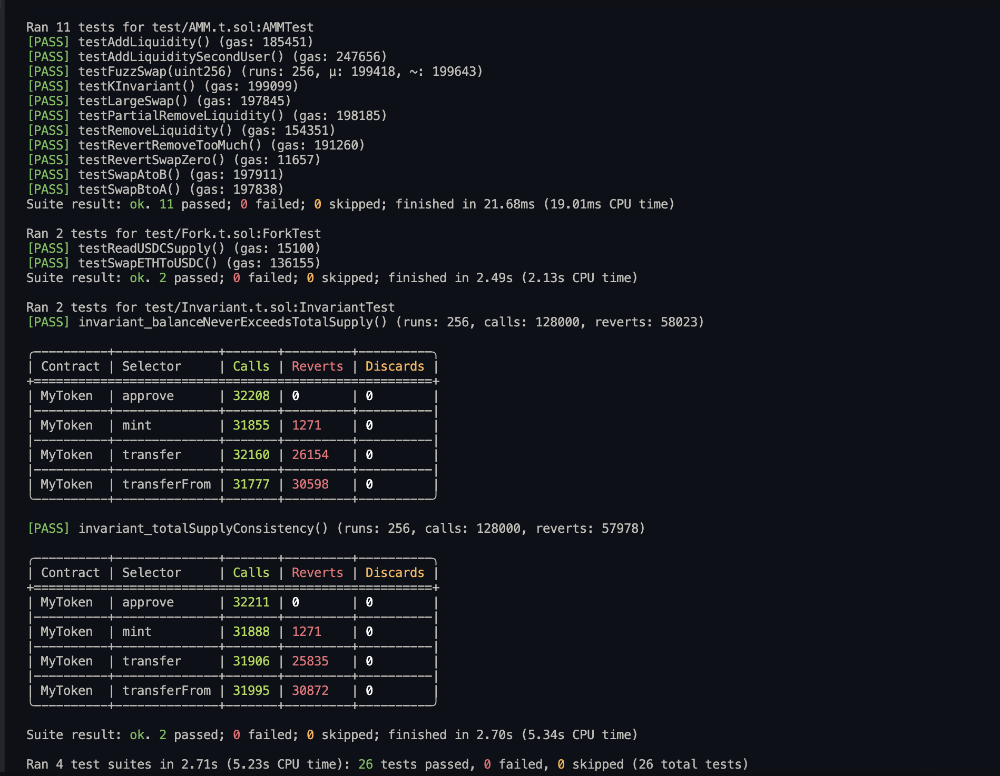 Ran 11 tests for test/AMM.t.sol:AMMTest
[PASS] testAddLiquidity() (gas: 185451)
[PASS] testAddLiquiditySecondUser() (gas: 247656)
[PASS] testFuzzSwap(uint256) (runs: 256, μ: 199418, ~: 199643)
[PASS] testKInvariant() (gas: 199099)
[PASS] testLargeSwap() (gas: 197845)
[PASS] testPartialRemoveLiquidity() (gas: 198185)
[PASS] testRemoveLiquidity() (gas: 154351)
[PASS] testRevertRemoveTooMuch() (gas: 191260)
[PASS] testRevertSwapZero() (gas: 11657)
[PASS] testSwapAtoB() (gas: 197911)
[PASS] testSwapBtoA() (gas: 197838)
Suite result: ok. 11 passed; 0 failed; 0 skipped; finished in 21.68ms (19.01ms CPU time)
Ran 2 tests for test/Fork.t.sol:ForkTest
[PASS] testReadUSDCSupply() (gas: 15100)
[PASS] testSwapETHToUSDC() (gas: 136155)
Suite result: ok. 2 passed; 0 failed; 0 skipped; finished in 2.49s (2.13s CPU time)
Ran 2 tests for test/Invariant.t.sol:InvariantTest
[PASS] invariant_balanceNeverExceedsTotalSupply() (runs: 256, calls: 128000, reverts: 58023)
| Contract | Selector | Calls | Reverts | Discards |
| MyToken | approve | 32208 | 0 | 0 |
| MyToken | mint | 31855 | 1271 | 0 |
| MyToken | transfer | 32160 | 26154 | 0 |
| MyToken | transferFrom | 31777 | 30598 | 0 |
[PASS] invariant_totalSupplyConsistency() (runs: 256, calls: 128000, reverts: 57978)
| Contract | Selector | Calls | Reverts | Discards |
| MyToken | approve | 32211 | 0 | 0 |
| MyToken | mint | 31888 | 1271 | 0 |
| MyToken | transfer | 31906 | 25835 | 0 |
| MyToken | transferFrom | 31995 | 30872 | 0 |
Suite result: ok. 2 passed; 0 failed; 0 skipped; finished in 2.70s (5.34s CPU time)
Ran 4 test suites in 2.71s (5.23s CPU time): 26 tests passed, 0 failed, 0 skipped (26 total tests)